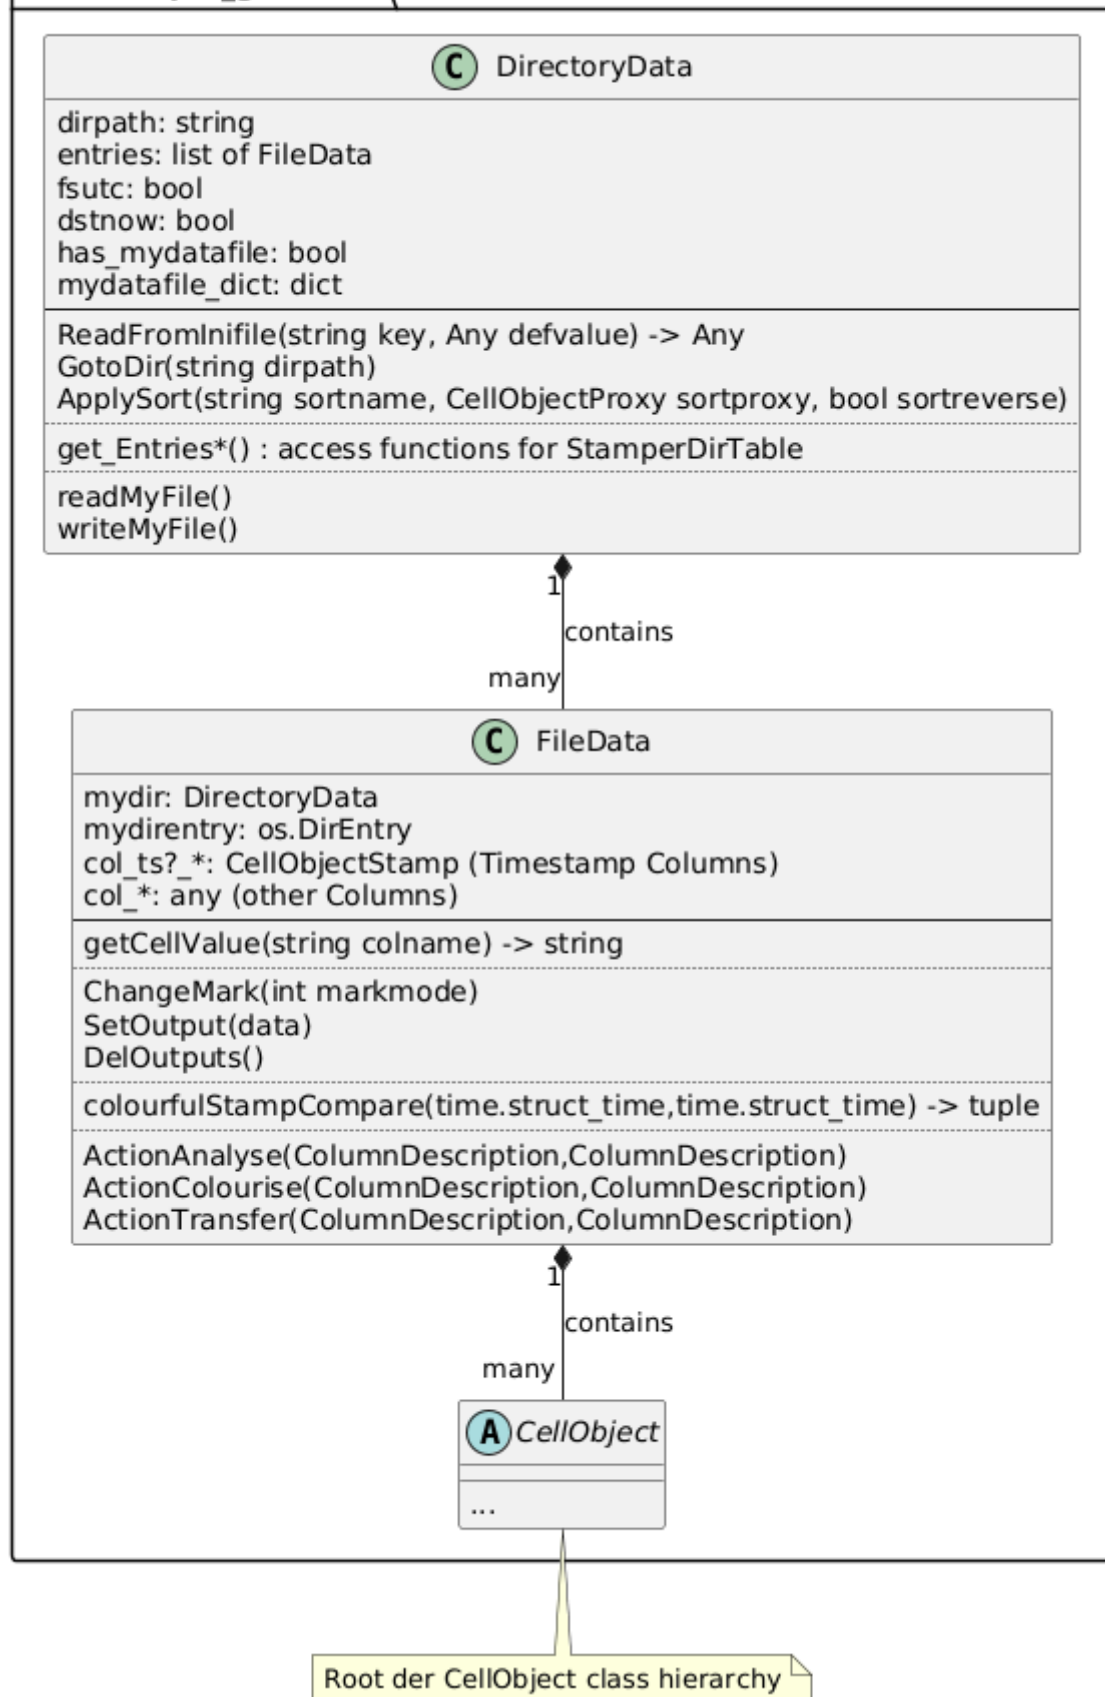 C DirectoryData
dirpath: string
entries: list of FileData
fsutc: bool
dstnow: bool
has_mydatafile: bool
mydatafile_dict: dict
ReadFromInifile(string key, Any defvalue) -> Any
GotoDir(string dirpath)
ApplySort(string sortname, CellObjectProxy sortproxy, bool sortreverse)
get_Entries*() : access functions for StamperDirTable
readMyFile()
writeMyFile()
1
contains
many
C FileData
mydir: DirectoryData
mydirentry: os.DirEntry
col_ts?_*: CellObjectStamp (Timestamp Columns)
col_*: any (other Columns)
getCellValue(string colname) -> string
ChangeMark(int markmode)
SetOutput(data)
DelOutputs()
colourfulStampCompare(time.struct_time,time.struct_time) -> tuple
ActionAnalyse(ColumnDescription,ColumnDescription)
ActionColourise(ColumnDescription,ColumnDescription)
ActionTransfer(ColumnDescription,ColumnDescription)
1
contains
many
A CellObject
...
Root der CellObject class hierarchy